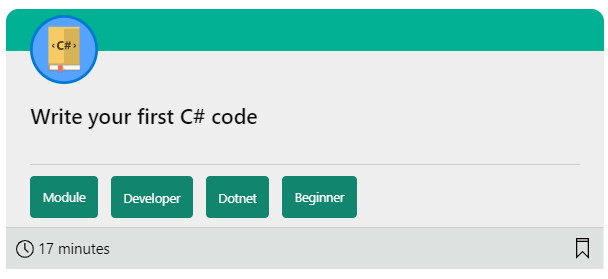 ‹C#›
Write your first C# code
Module Developer Dotnet Beginner
17 minutes